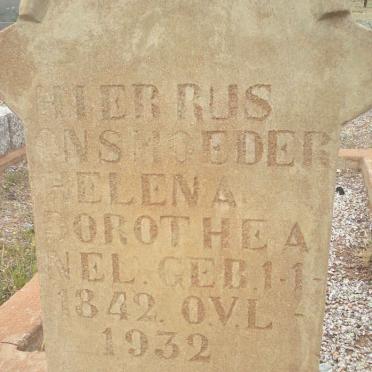 HIER RUS
ONS MOEDER
HELENA
DOROTHEA
NEL. GEB. 1-1-
1842. OVL-
1932